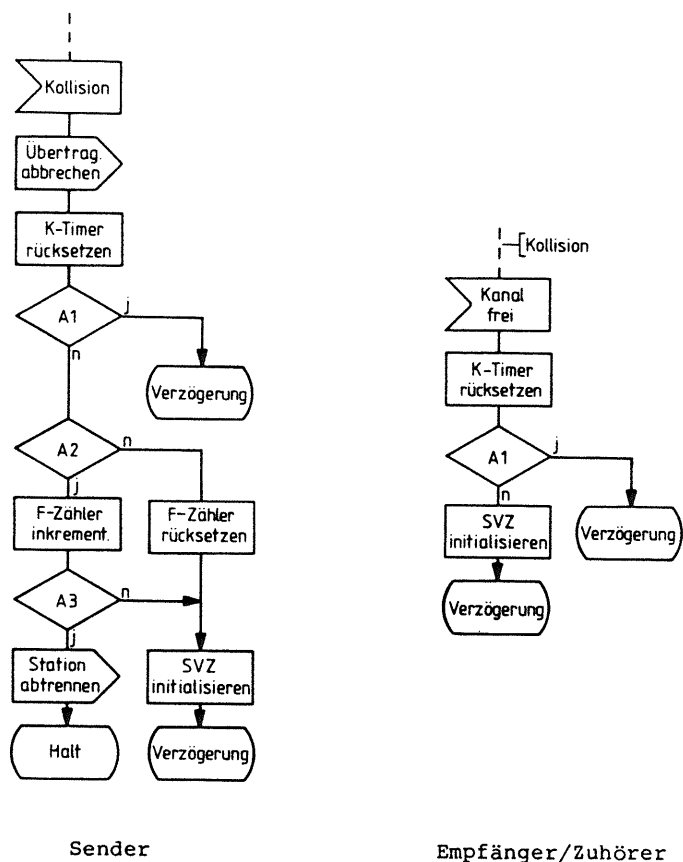 Kollision
Übertrag.
abbrechen
K-Timer
rücksetzen
A1
j
n
Verzögerung
A2
n
j
F-Zähler
inkrement.
F-Zähler
rücksetzen
A3
n
j
Station
abtrennen
SVZ
initialisieren
Halt
Verzögerung
Sender
Kollision
Kanal
frei
K-Timer
rücksetzen
A1
j
n
SVZ
initialisieren
Verzögerung
Verzögerung
Empfänger/Zuhörer